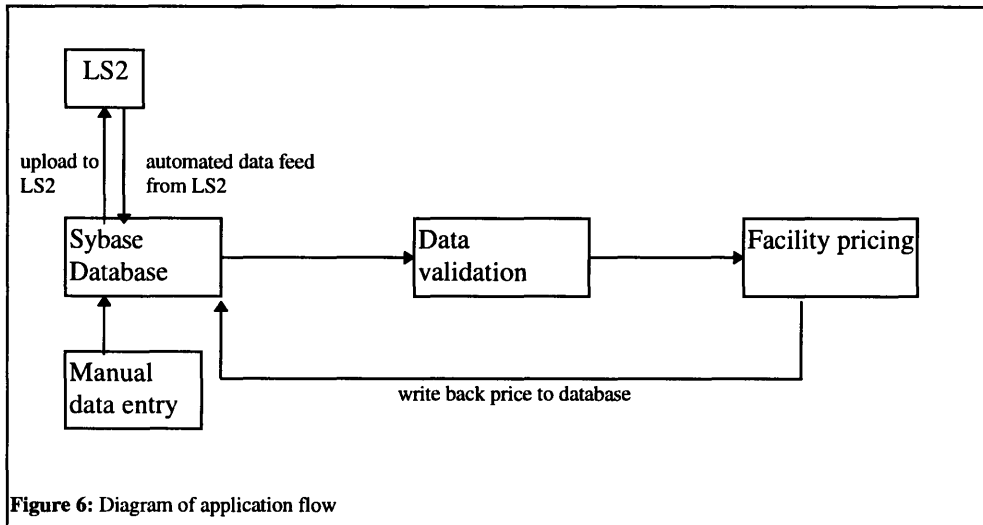 LS2
upload to
LS2
automated data feed
from LS2
Sybase
Database
Data
validation
Facility pricing
Manual
data entry
write back price to database
Figure 6: Diagram of application flow